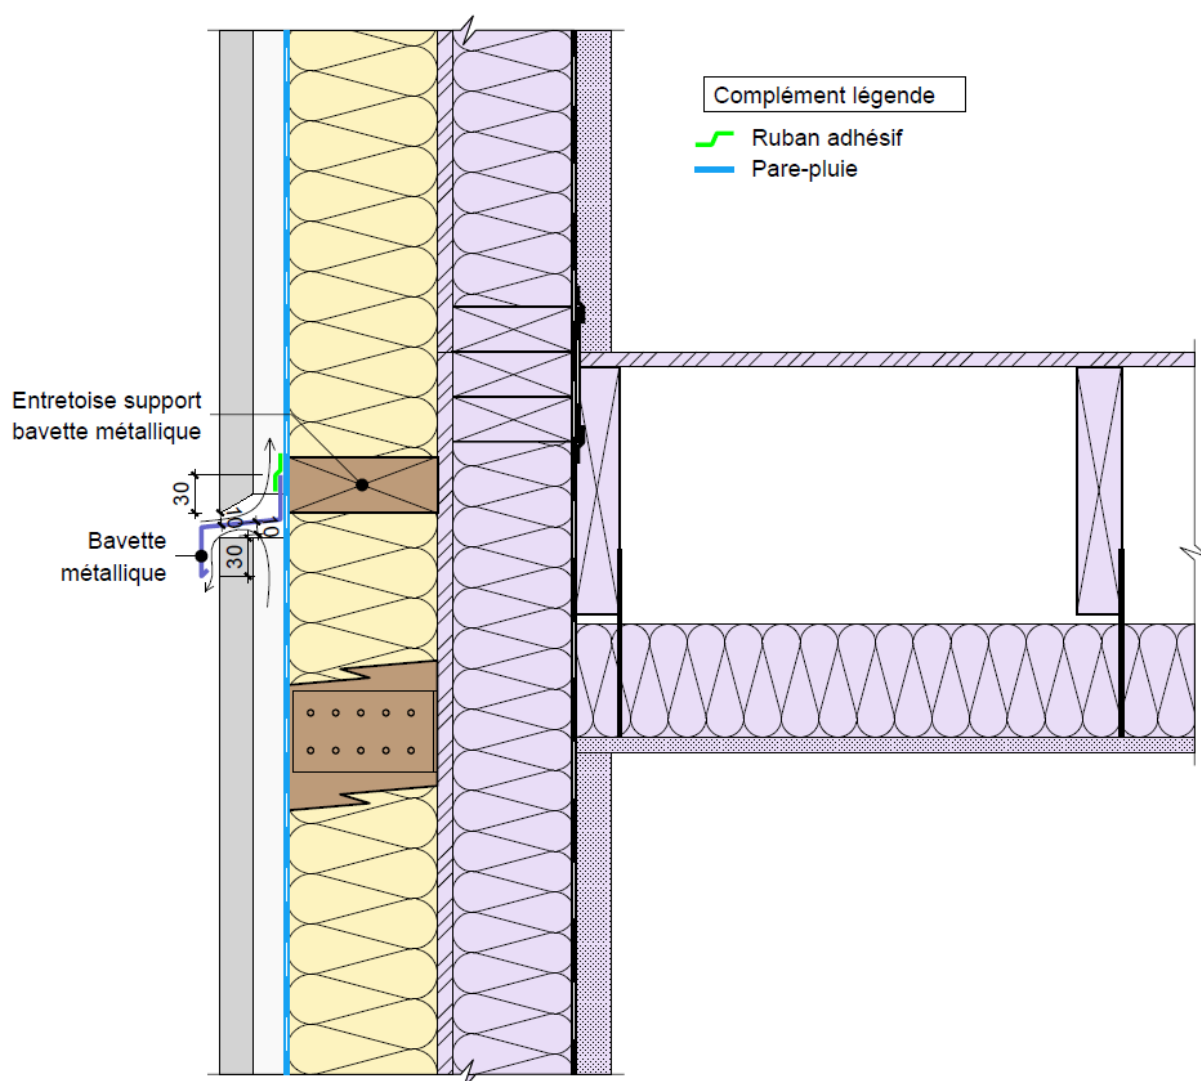 Complément légende
Ruban adhésif
Pare-pluie
Entretoise support
bavette métallique
30
10
10
Bavette
métallique
30